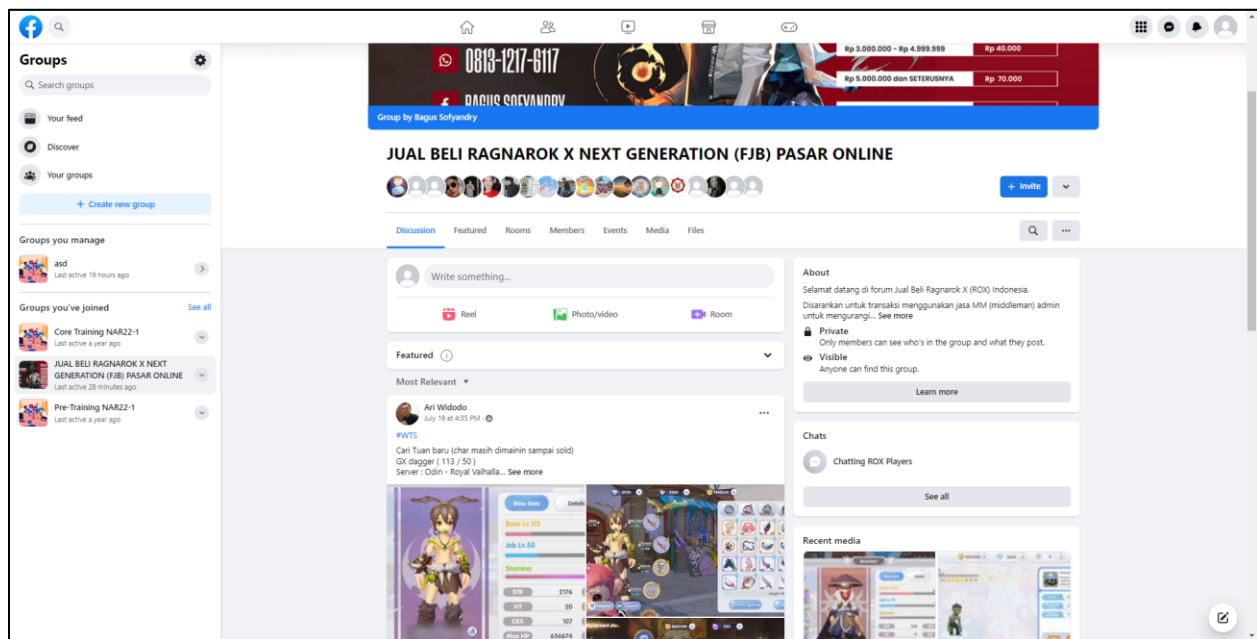 Groups
Search groups
Your feed
Discover
Your groups
+ Create new group
Groups you manage
asd
Last active 19 hours ago
Groups you've joined
See all
Core Training NAR22-1
Last active a year ago
JUAL BELI RAGNAROK X NEXT
GENERATION (FJB) PASAR ONLINE
Last active 28 minutes ago
Pre-Training NAR22-1
Last active a year ago
0813-1217-6117
BAGUS SOFYANDRY
Rp 3.000.000 - Rp 4.999.999
Rp 40.000
Rp 5.000.000 dan SETERUSNYA
Rp 70.000
Group by Bagus Sofyandry
JUAL BELI RAGNAROK X NEXT GENERATION (FJB) PASAR ONLINE
+ Invite
Discussion
Featured
Rooms
Members
Events
Media
Files
Write something...
Reel
Photo/video
Room
Featured
Most Relevant
Ari Widodo
July 19 at 4:35 PM ·
#WTS
Cari Tuan baru (char masih dimainin sampai sold)
GX dagger ( 113 / 50 )
Server : Odin - Royal Valhalla... See more
Base Stats
Details
Base Lv.113
Job Lv.50
Stamina
STR 2176
VIT 20
DEX 107
Max HP 636674
About
Selamat datang di forum Jual Beli Ragnarok X (ROX) Indonesia.
Disarankan untuk transaksi menggunakan jasa MM (middleman) admin
untuk mengurangi... See more
Private
Only members can see who's in the group and what they post.
Visible
Anyone can find this group.
Learn more
Chats
Chatting ROX Players
See all
Recent media